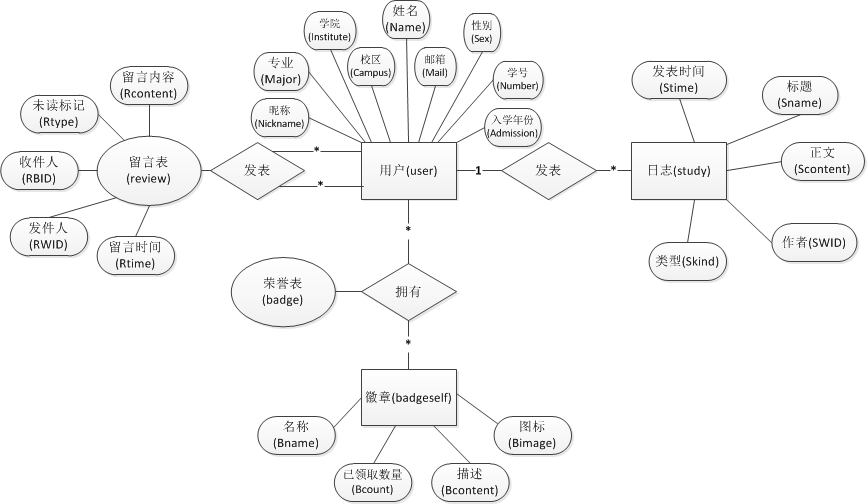 学院
(Institute)
姓名
(Name)
性别
(Sex)
专业
(Major)
校区
(Campus)
邮箱
(Mail)
学号
(Number)
昵称
(Nickname)
入学年份
(Admission)
留言内容
(Rcontent)
未读标记
(Rtype)
收件人
(RBID)
发件人
(RWID)
留言时间
(Rtime)
留言表
(review)
发表
*
*
用户(user)
1
发表
*
日志(study)
发表时间
(Stime)
标题
(Sname)
正文
(Scontent)
作者(SWID)
类型(Skind)
*
荣誉表
(badge)
拥有
*
徽章(badgeself)
名称
(Bname)
已领取数量
(Bcount)
描述
(Bcontent)
图标
(Bimage)